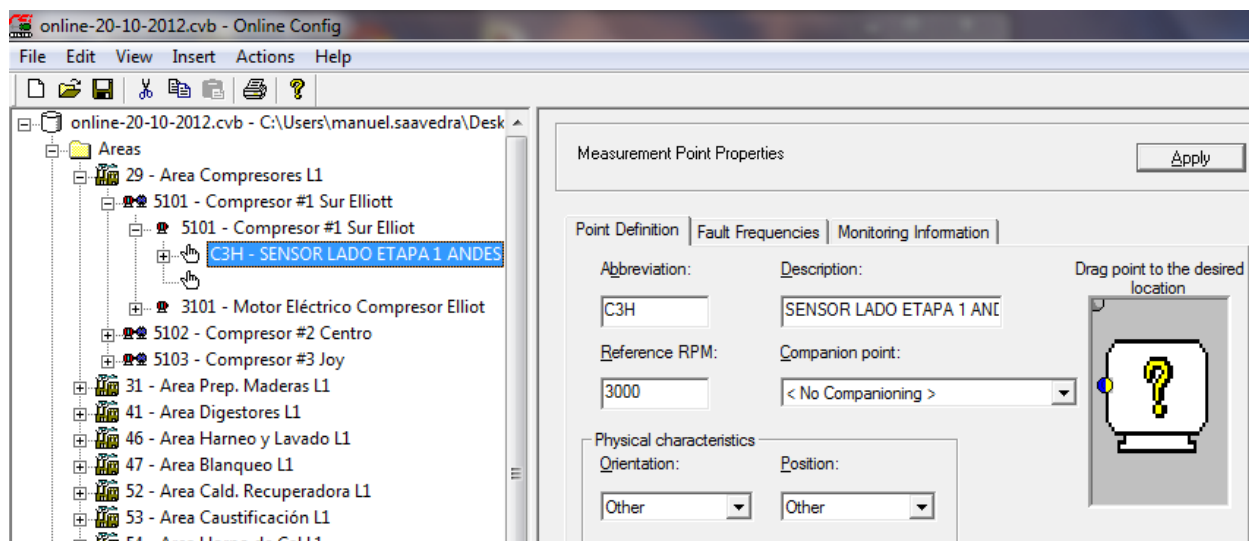 online-20-10-2012.cvb - Online Config
File Edit View Insert Actions Help
online-20-10-2012.cvb - C:\Users\manuel.saavedra\Desk
Areas
29 - Area Compresores L1
5101 - Compresor #1 Sur Elliott
5101 - Compresor #1 Sur Elliot
C3H - SENSOR LADO ETAPA 1 ANDES
3101 - Motor Eléctrico Compresor Elliot
5102 - Compresor #2 Centro
5103 - Compresor #3 Joy
31 - Area Prep. Maderas L1
41 - Area Digestores L1
46 - Area Harneo y Lavado L1
47 - Area Blanqueo L1
52 - Area Cald. Recuperadora L1
53 - Area Caustificación L1
Measurement Point Properties
Apply
Point Definition Fault Frequencies Monitoring Information
Abbreviation: Description:
C3H SENSOR LADO ETAPA 1 AND
Reference RPM: Companion point:
3000 < No Companioning >
Physical characteristics
Orientation: Position:
Other Other
Drag point to the desired
location
?